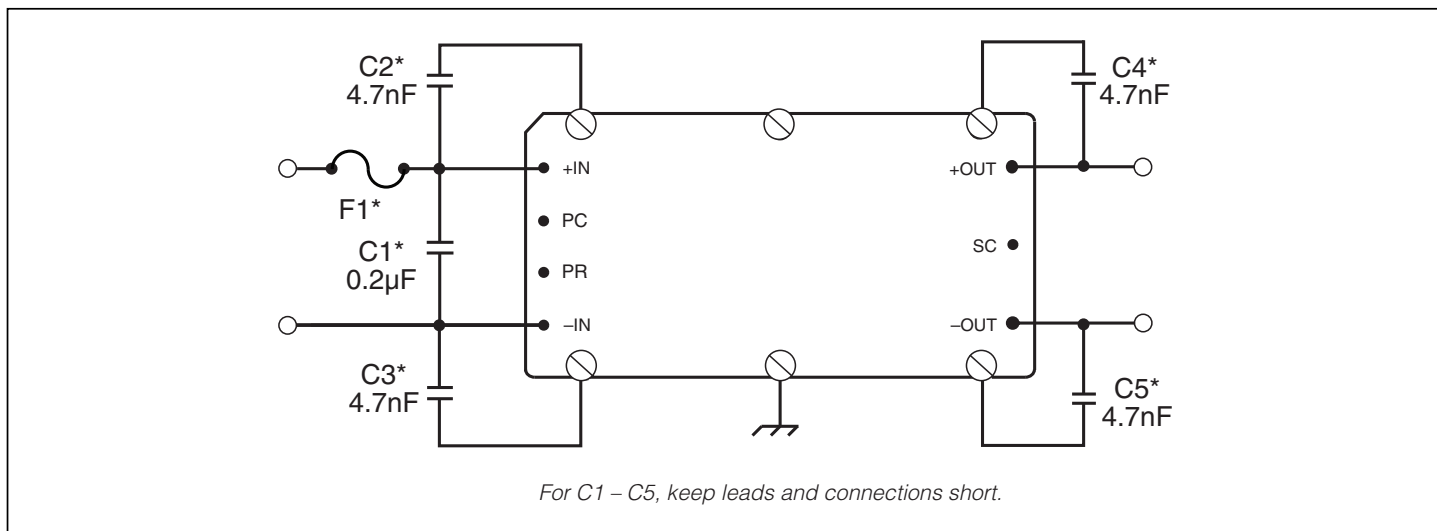 C2*
4.7nF
C4*
4.7nF
+IN
+OUT
F1*
PC
C1*
0.2µF
SC
PR
–IN
–OUT
C3*
4.7nF
C5*
4.7nF
For C1 – C5, keep leads and connections short.